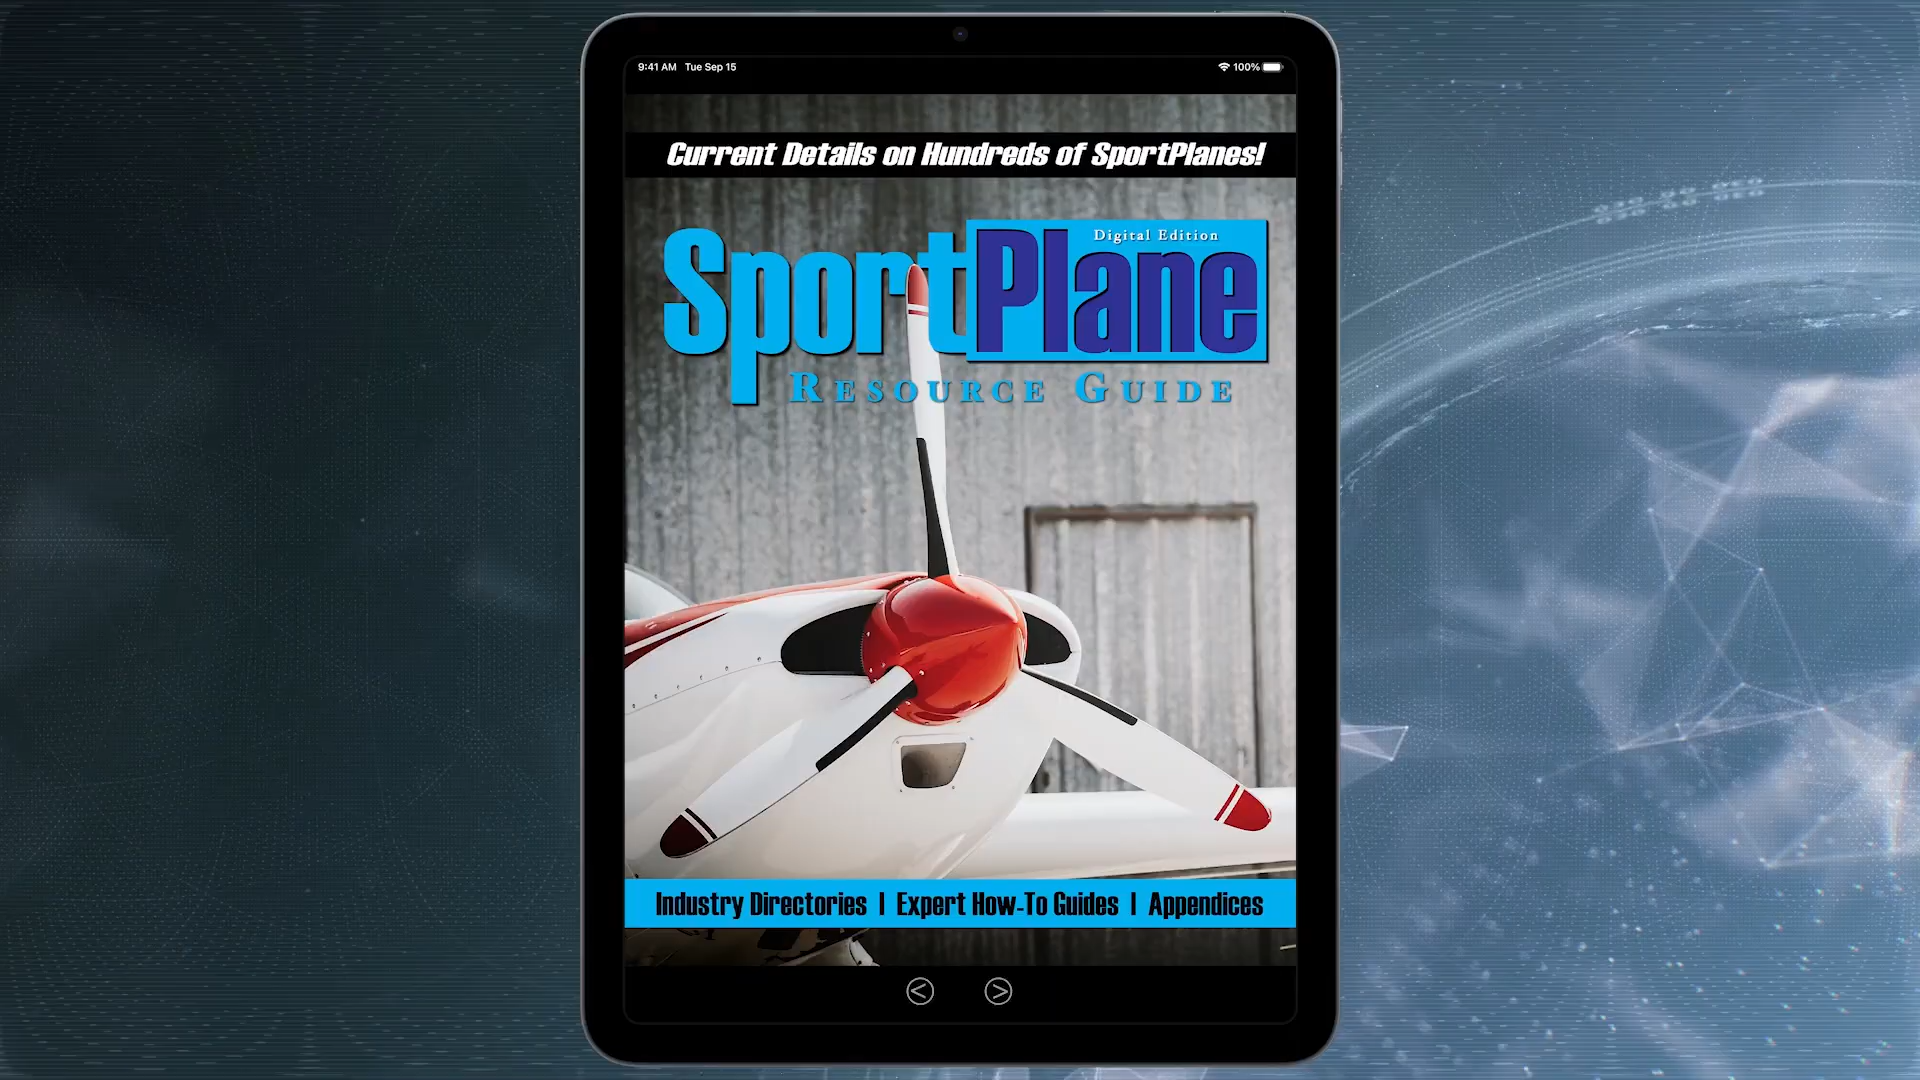 9:41 AM Tue Sep 15
100%
Current Details on Hundreds of SportPlanes!
Digital Edition
SportPlane
Resource Guide
Industry Directories | Expert How-To Guides | Appendices